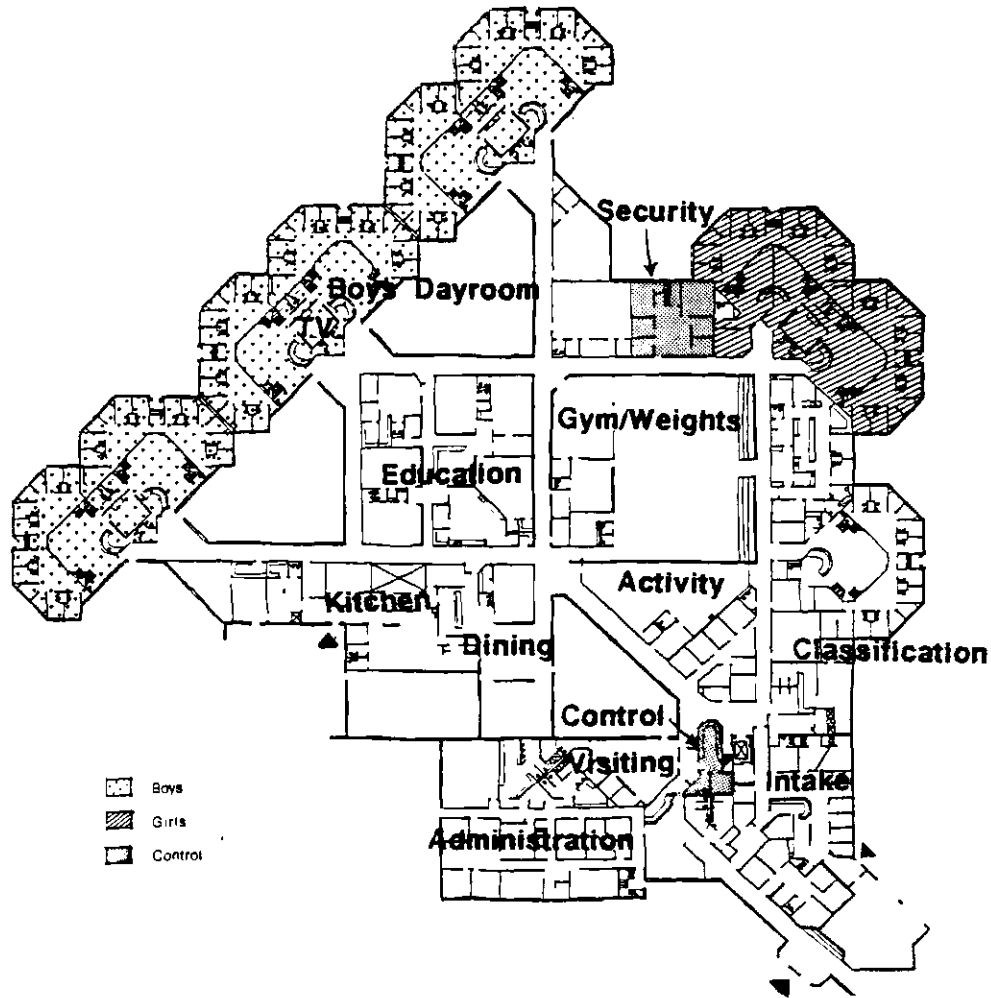 Security
Boys Dayroom
TV
Gym/Weights
Education
Activity
Kitchen
Dining
Classification
Control
Visiting
Intake
Administration
Boys
Girls
Control